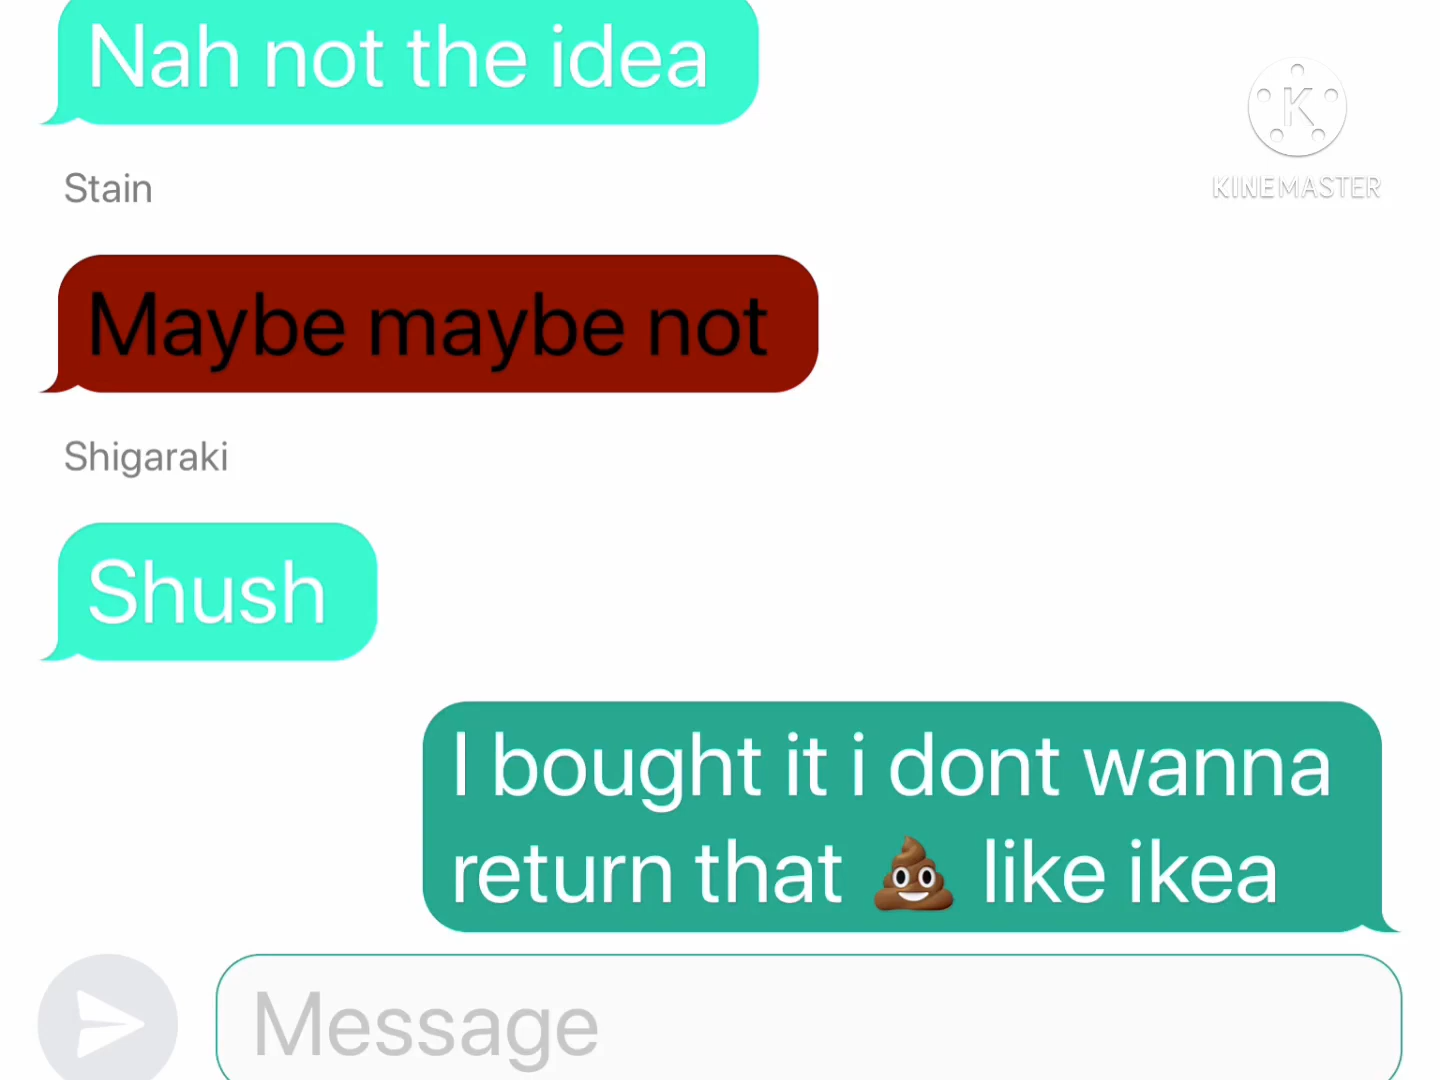 Nah not the idea
KINEMASTER
Stain
Maybe maybe not
Shigaraki
Shush
I bought it i dont wanna
return that 💩 like ikea
Message